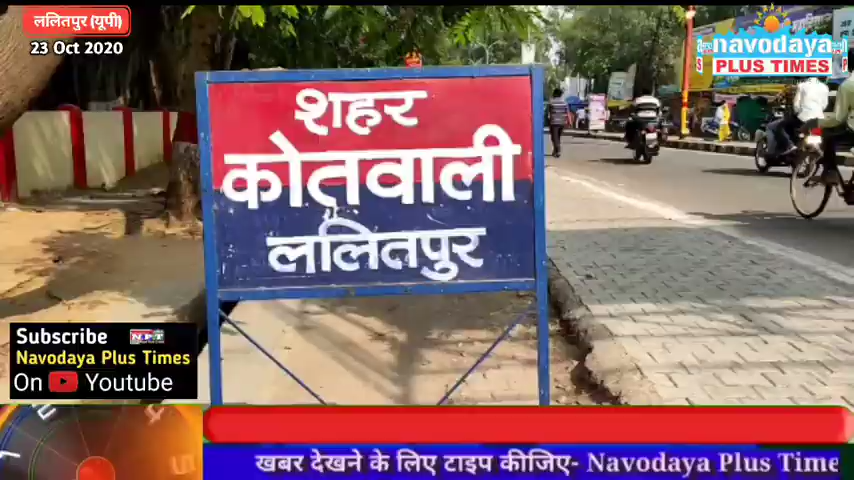 ललितपुर (यूपी)
23 Oct 2020
navodaya
PLUS TIMES
शहर
कोतवाली
ललितपुर
Subscribe NPT
Navodaya Plus Times
On Youtube
खबर देखने के लिए टाइप कीजिए- Navodaya Plus Time